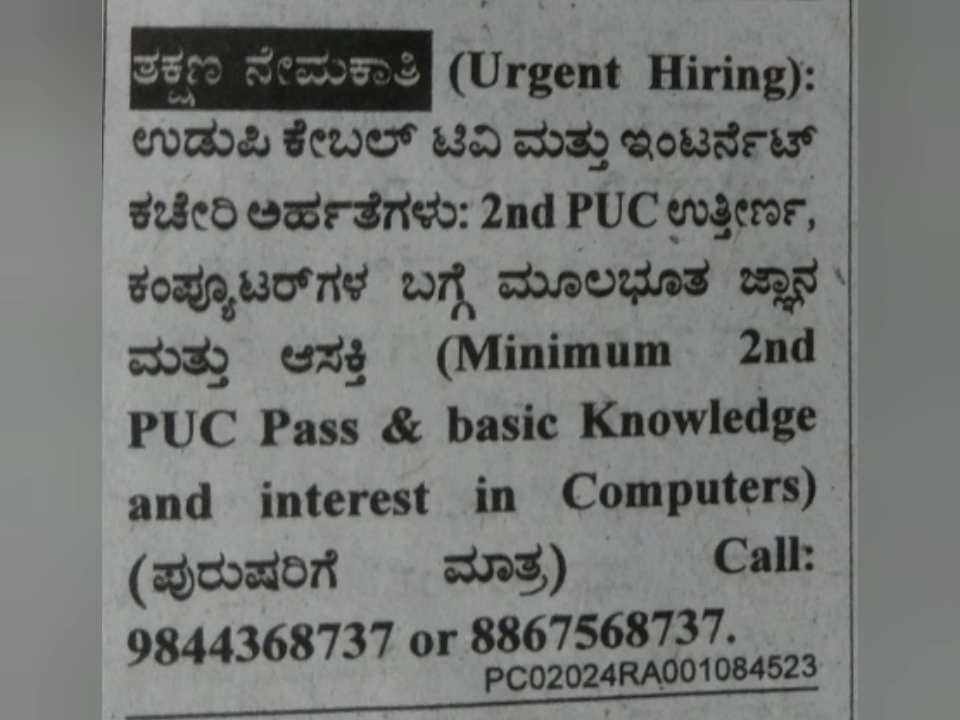 ತಕ್ಷಣ ನೇಮಕಾತಿ (Urgent Hiring):
ಉಡುಪಿ ಕೇಬಲ್ ಟಿವಿ ಮತ್ತು ಇಂಟರ್ನೆಟ್
ಕಚೇರಿ ಅರ್ಹತೆಗಳು: 2nd PUC ಉತ್ತೀರ್ಣ,
ಕಂಪ್ಯೂಟರ್‌ಗಳ ಬಗ್ಗೆ ಮೂಲಭೂತ ಜ್ಞಾನ
ಮತ್ತು ಆಸಕ್ತಿ (Minimum 2nd
PUC Pass & basic Knowledge
and interest in Computers)
(ಪುರುಷರಿಗೆ ಮಾತ್ರ) Call:
9844368737 or 8867568737.
PC02024RA001084523